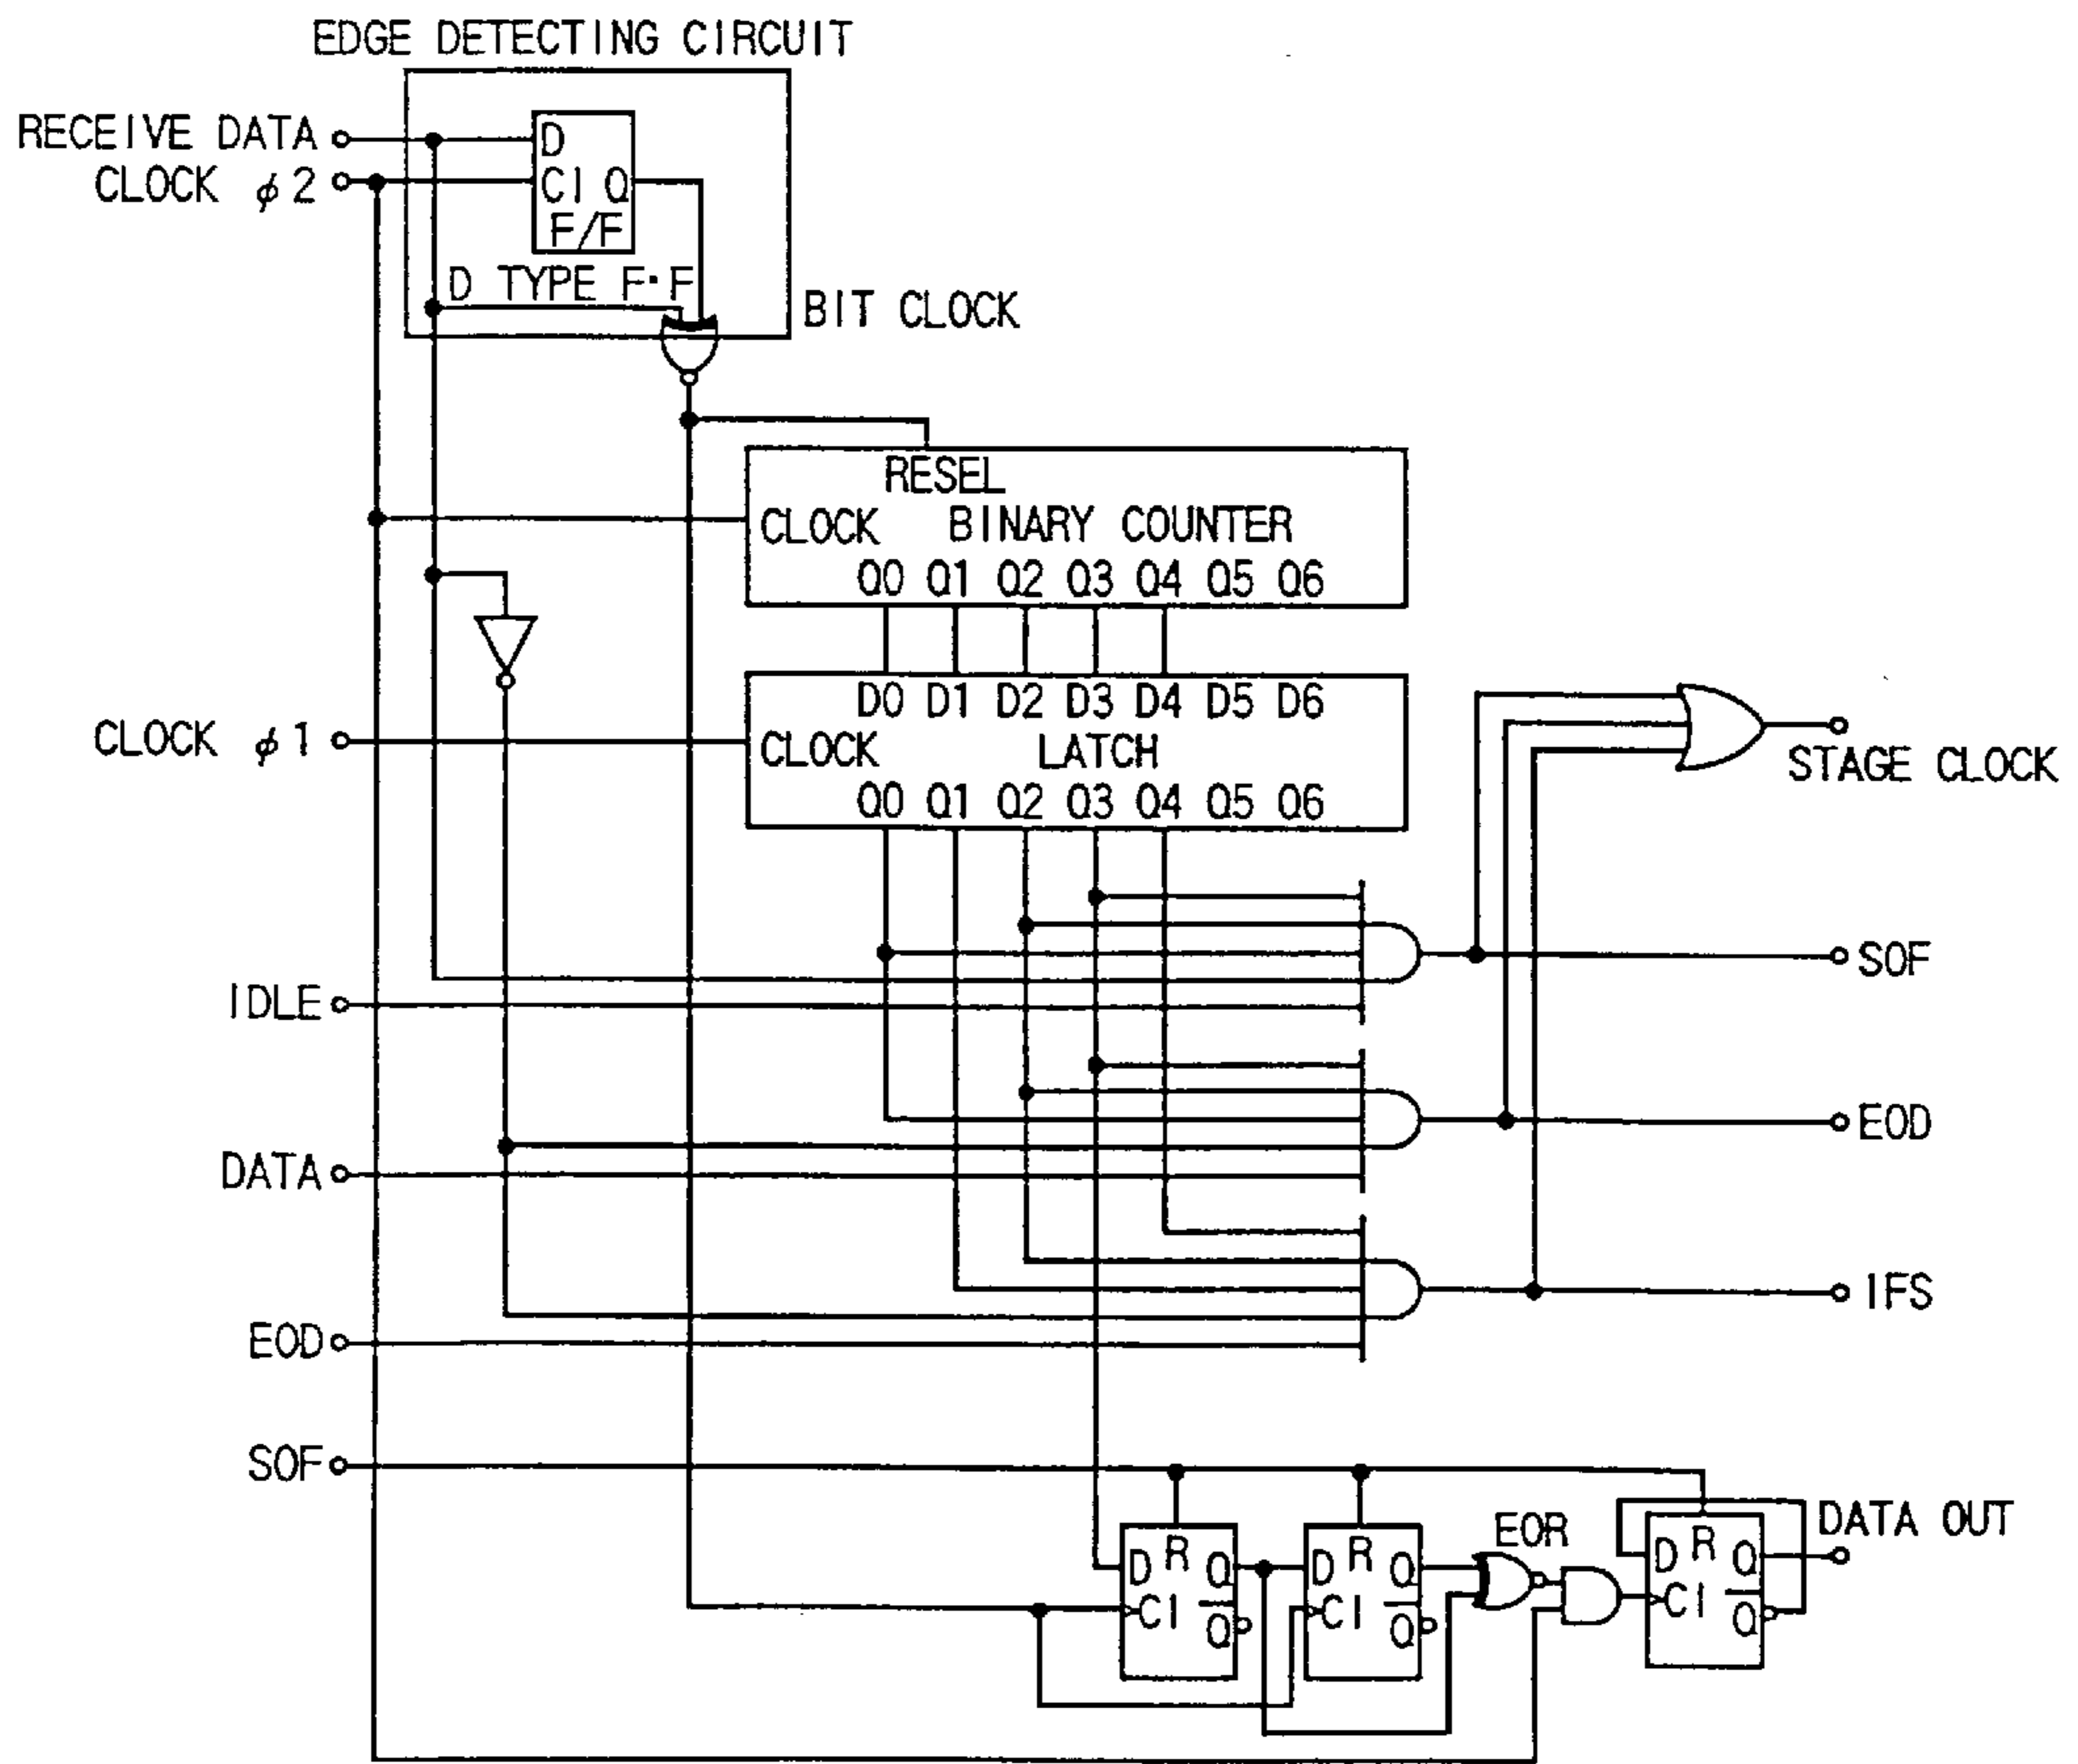 EDGE DETECTING CIRCUIT
RECEIVE DATA
D
CLOCK φ2
CI Q
F/F
D TYPE F·F
BIT CLOCK
RESEL
CLOCK BINARY COUNTER
Q0 Q1 Q2 Q3 Q4 Q5 Q6
D0 D1 D2 D3 D4 D5 D6
CLOCK φ1
CLOCK LATCH
STAGE CLOCK
Q0 Q1 Q2 Q3 Q4 Q5 Q6
SOF
IDLE
EOD
DATA
IFS
EOD
SOF
EOR
DATA OUT
D R Q
CI Q
D R Q
CI Q
D R Q
CI Q